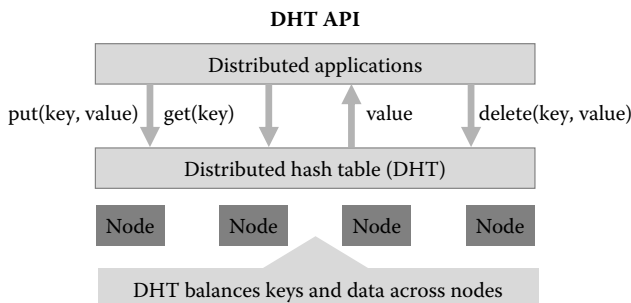 DHT API
Distributed applications
put(key, value) get(key) value delete(key, value)
Distributed hash table (DHT)
Node Node Node Node
DHT balances keys and data across nodes